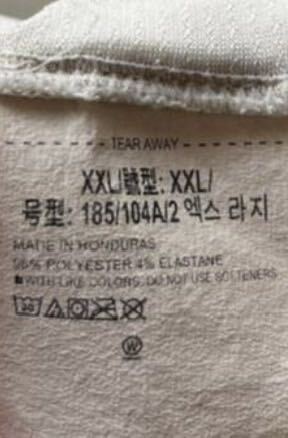 TEAR AWAY
XXL/號型: XXL/
号型: 185/104A/2 엑스 라지
MADE IN HONDURAS
96% POLYESTER 4% ELASTANE
■ WITH LIKE COLORS. DO NOT USE SOFTENERS
W